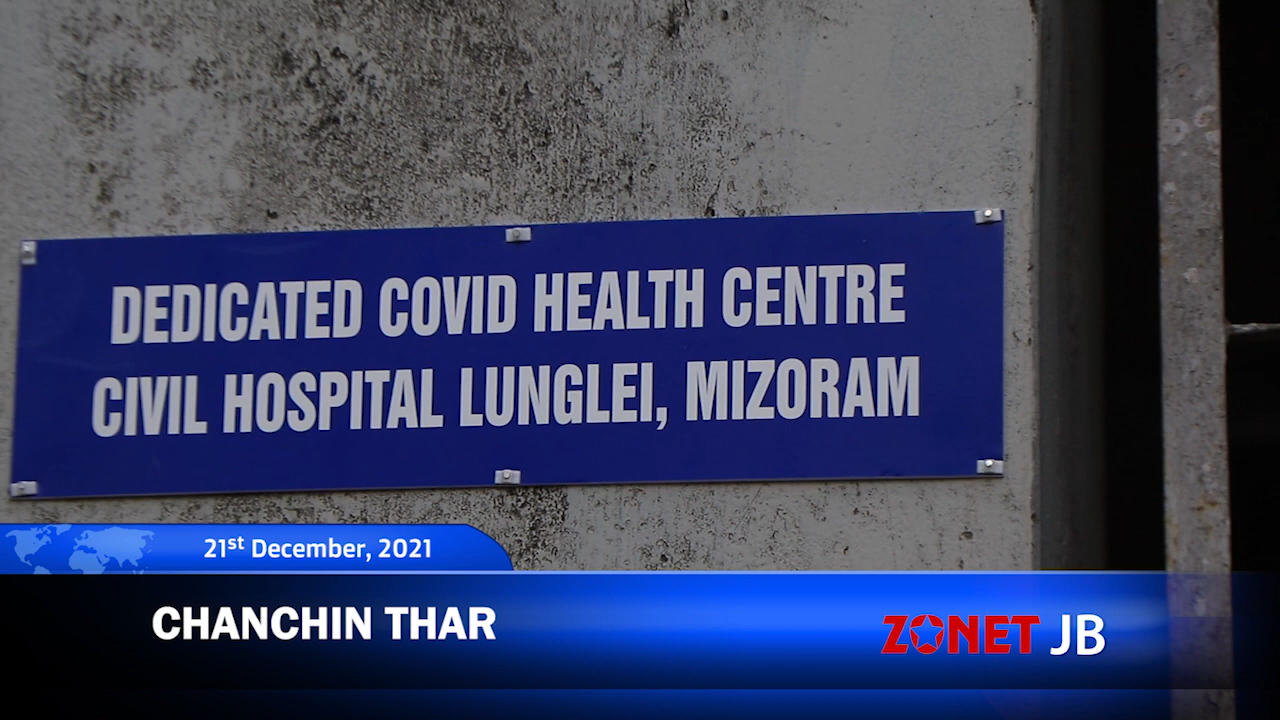 DEDICATED COVID HEALTH CENTRE
CIVIL HOSPITAL LUNGLEI, MIZORAM
21st December, 2021
CHANCHIN THAR
ZONET JB